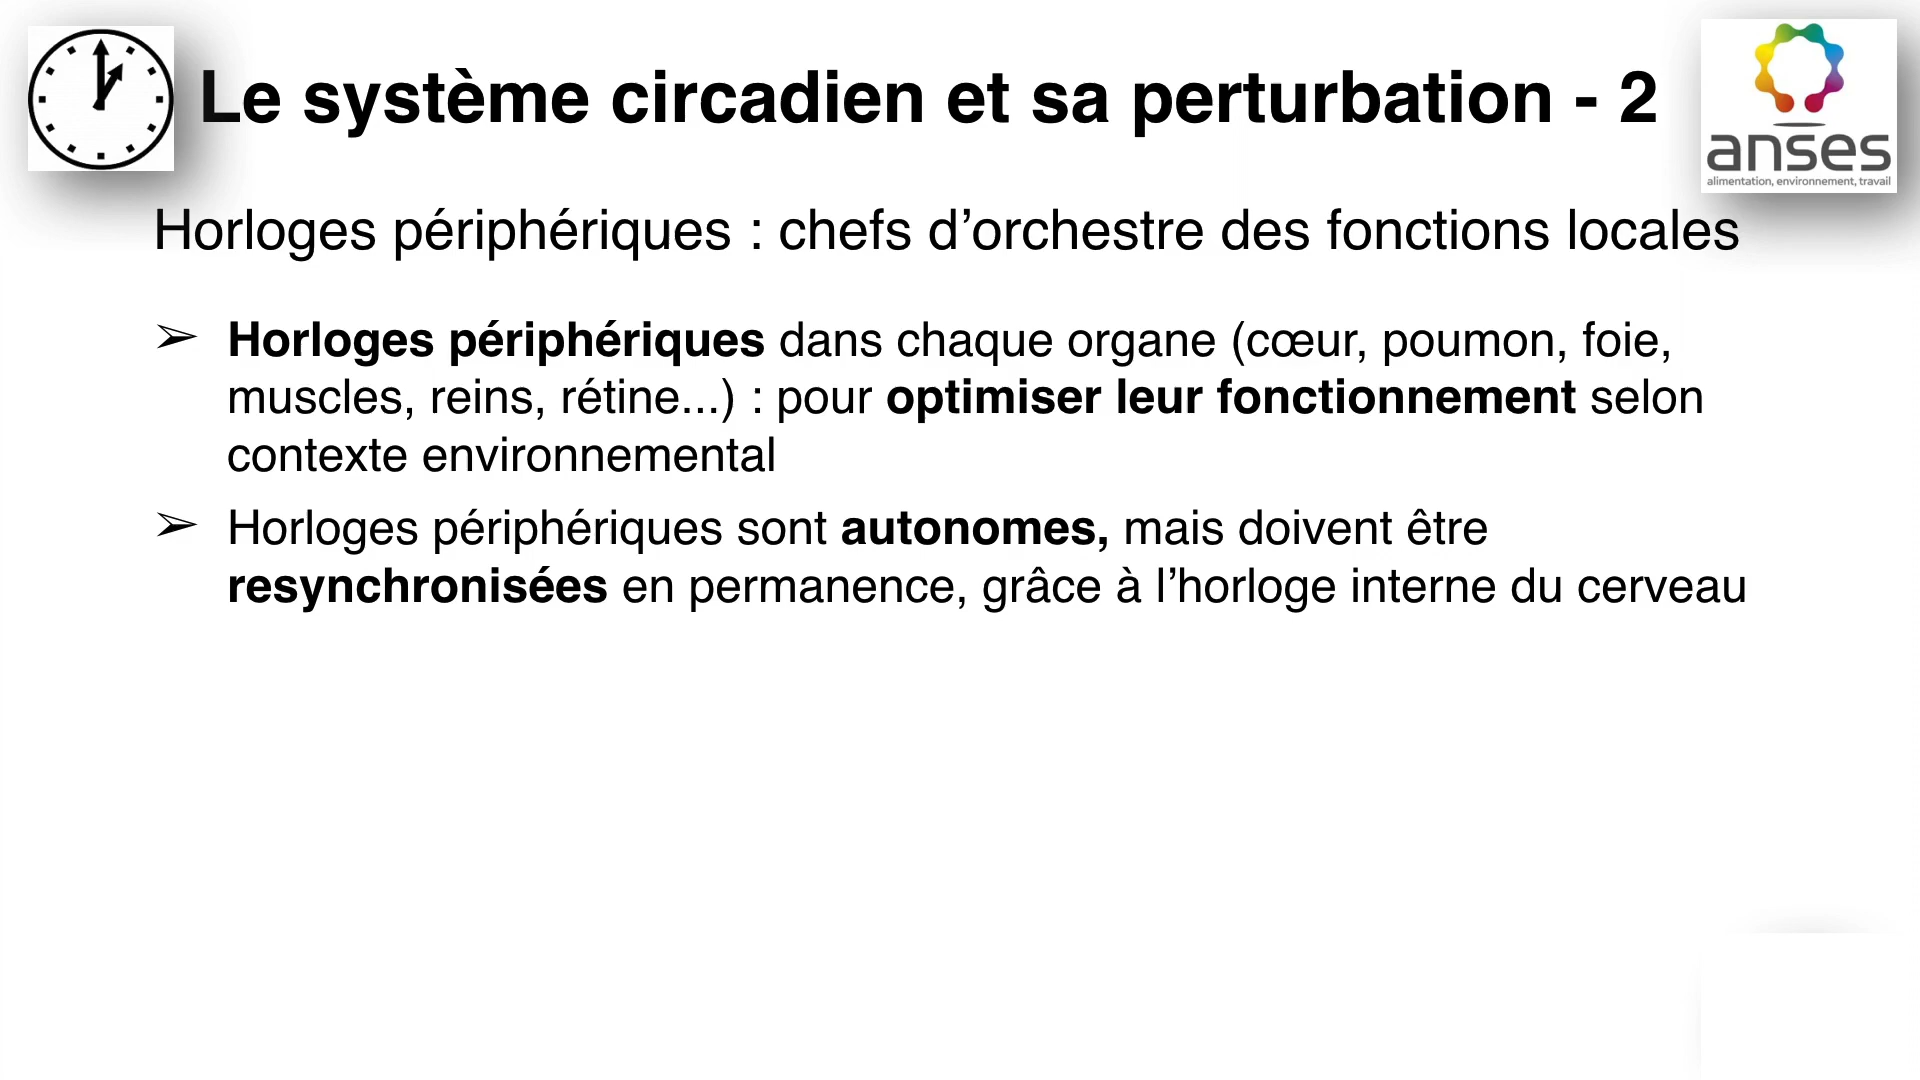 Le système circadien et sa perturbation - 2
anses
alimentation, environnement, travail
Horloges périphériques : chefs d’orchestre des fonctions locales
➢ Horloges périphériques dans chaque organe (cœur, poumon, foie,
muscles, reins, rétine...) : pour optimiser leur fonctionnement selon
contexte environnemental
➢ Horloges périphériques sont autonomes, mais doivent être
resynchronisées en permanence, grâce à l’horloge interne du cerveau